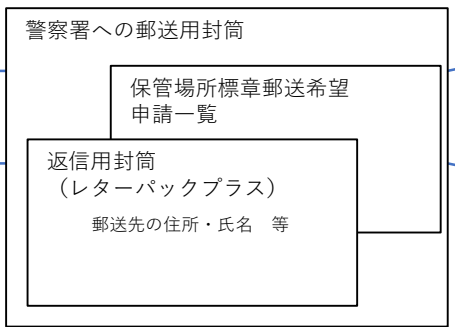 警察署への郵送用封筒
保管場所標章郵送希望
申請一覧
返信用封筒
（レターパックプラス）
郵送先の住所・氏名　等